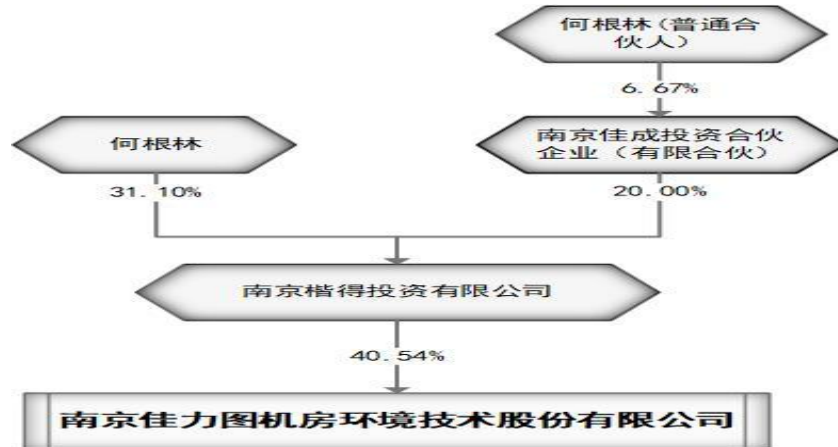 何根林(普通合
伙人)
6.67%
何根林
南京佳成投资合伙
企业（有限合伙）
31.10%
20.00%
南京楷得投资有限公司
40.54%
南京佳力图机房环境技术股份有限公司